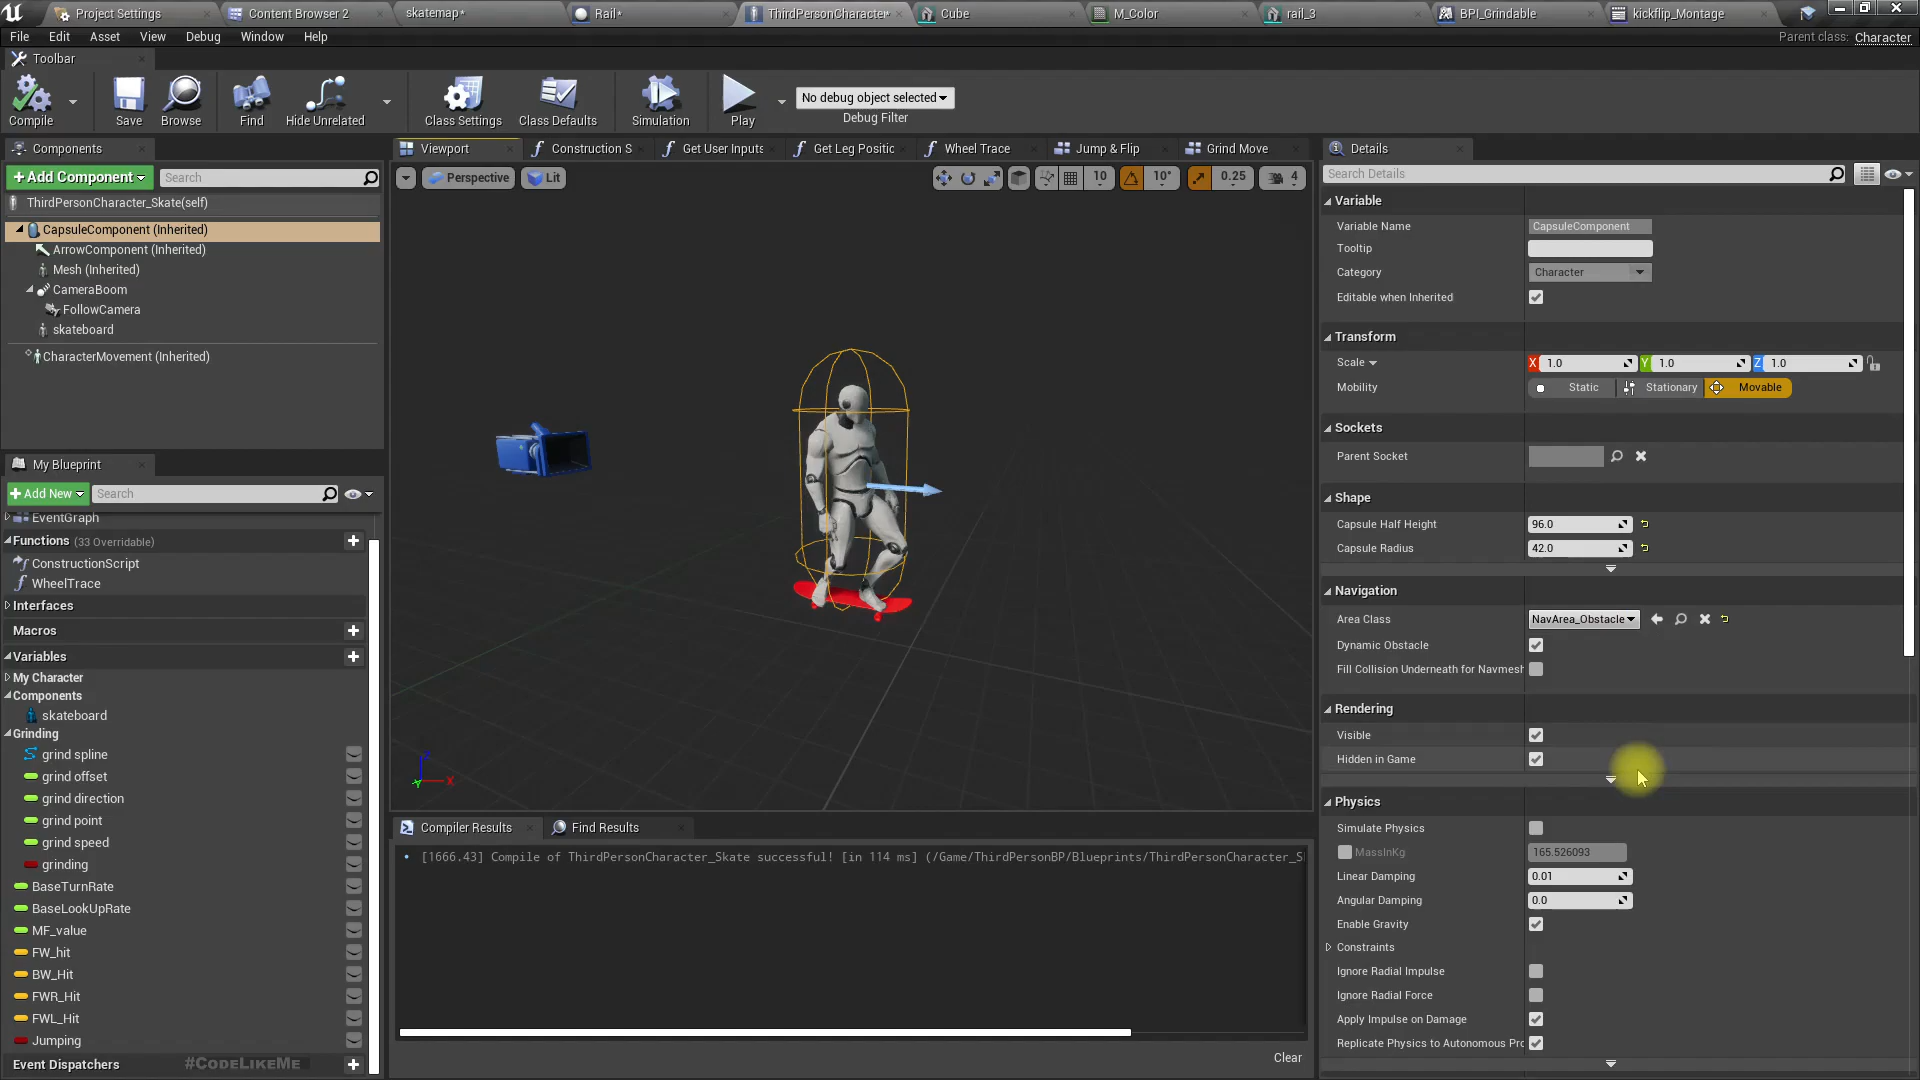 Project Settings
Content Browser 2
skatemap*
Rail*
ThirdPersonCharacter*
Cube
M_Color
rail_3
BPI_Grindable
kickflip_Montage
File Edit Asset View Debug Window Help
Parent class: Character
Toolbar
Compile
Save
Browse
Find
Hide Unrelated
Class Settings
Class Defaults
Simulation
Play
No debug object selected
Debug Filter
Components
+Add Component
Search
ThirdPersonCharacter_Skate(self)
CapsuleComponent (Inherited)
ArrowComponent (Inherited)
Mesh (Inherited)
CameraBoom
FollowCamera
skateboard
CharacterMovement (Inherited)
My Blueprint
+Add New
Search
EventGraph
Functions (33 Overridable)
ConstructionScript
WheelTrace
Interfaces
Macros
Variables
My Character
Components
skateboard
Grinding
grind spline
grind offset
grind direction
grind point
grind speed
grinding
BaseTurnRate
BaseLookUpRate
MF_value
FW_hit
BW_Hit
FWR_Hit
FWL_Hit
Jumping
Event Dispatchers
#CodeLikeMe
Viewport
Construction S
Get User Inputs
Get Leg Positic
Wheel Trace
Jump & Flip
Grind Move
Perspective
Lit
10
10°
0.25
4
Z
X
Y
Compiler Results
Find Results
[1666.43] Compile of ThirdPersonCharacter_Skate successful! [in 114 ms] (/Game/ThirdPersonBP/Blueprints/ThirdPersonCharacter_S
Clear
Details
Search Details
Variable
Variable Name CapsuleComponent
Tooltip
Category Character
Editable when Inherited
Transform
Scale X 1.0 Y 1.0 Z 1.0
Mobility Static Stationary Movable
Sockets
Parent Socket
Shape
Capsule Half Height 96.0
Capsule Radius 42.0
Navigation
Area Class NavArea_Obstacle
Dynamic Obstacle
Fill Collision Underneath for Navmesh
Rendering
Visible
Hidden in Game
Physics
Simulate Physics
MassInKg 165.526093
Linear Damping 0.01
Angular Damping 0.0
Enable Gravity
Constraints
Ignore Radial Impulse
Ignore Radial Force
Apply Impulse on Damage
Replicate Physics to Autonomous Prc